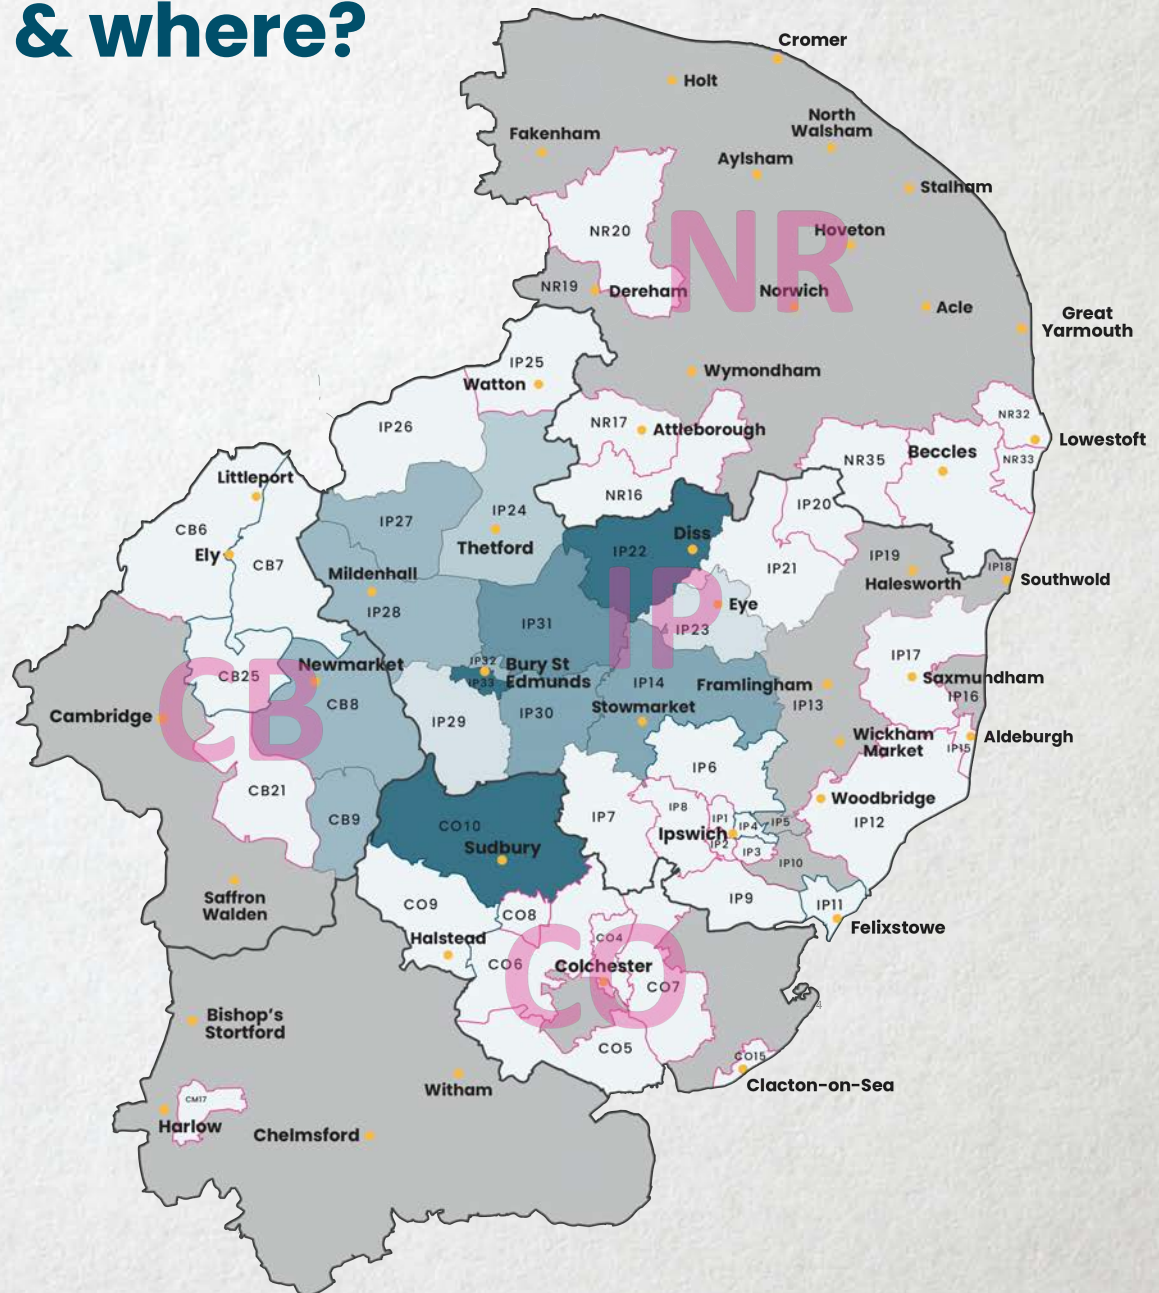 & where?
Cromer
Holt
North
Walsham
Fakenham
Aylsham
Stalham
NR20
NR
Hoveton
NR19
Dereham
Norwich
Acle
Great
Yarmouth
IP25
Watton
Wymondham
IP26
NR17
Attleborough
NR32
Lowestoft
NR35
Beccles
NR33
Littleport
NR16
IP20
CB6
IP27
IP24
Thetford
Diss
IP22
Ely
CB7
IP21
IP19
Halesworth
IP18
Southwold
Mildenhall
IP28
IP
Eye
IP31
IP23
CB
CB25
Newmarket
IP32
Bury St
Edmunds
IP33
IP17
Saxmundham
IP16
CB8
IP14
Framlingham
IP13
Cambridge
IP29
IP30
Stowmarket
Wickham
Market
IP15
Aldeburgh
IP6
CB21
Woodbridge
CB9
CO10
Sudbury
IP7
IP8
IP1
IP4
IP5
Ipswich
IP2
IP3
IP12
IP10
Saffron
Walden
CO9
CO8
IP9
IP11
Felixstowe
Halstead
CO4
CO
CO6
Colchester
CO7
4
Bishop's
Stortford
CO5
CO15
Clacton-on-Sea
Witham
CM17
Harlow
Chelmsford